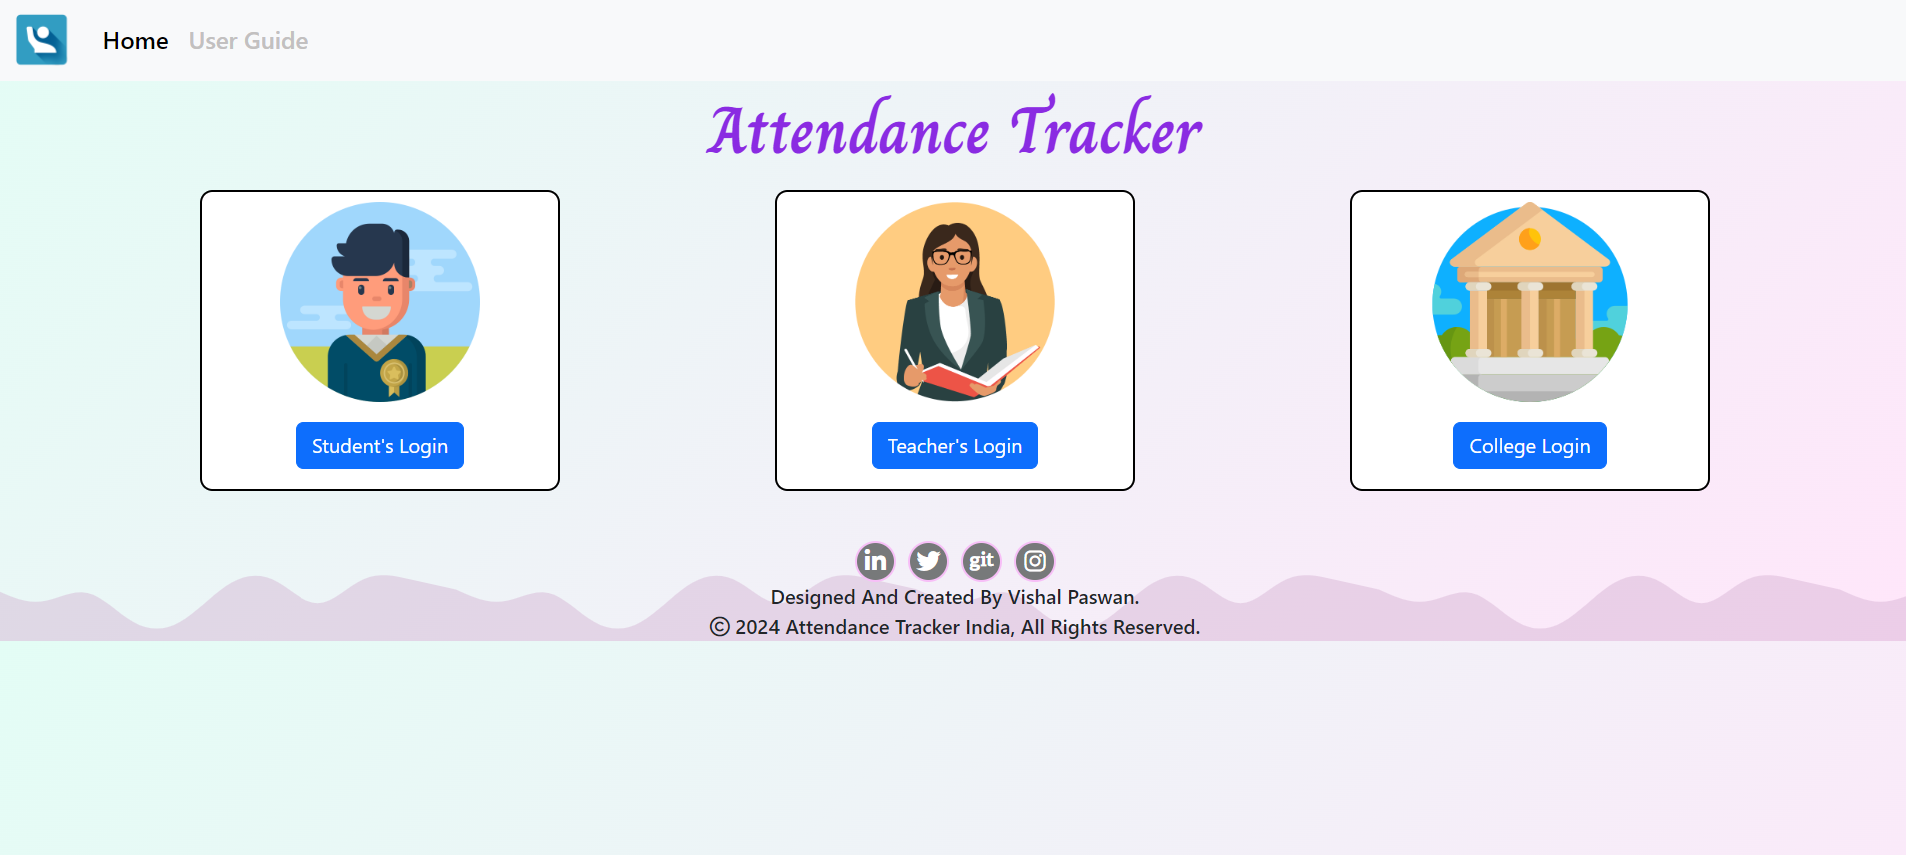 Home User Guide
Attendance Tracker
Student's Login
Teacher's Login
College Login
in git
Designed And Created By Vishal Paswan.
© 2024 Attendance Tracker India, All Rights Reserved.